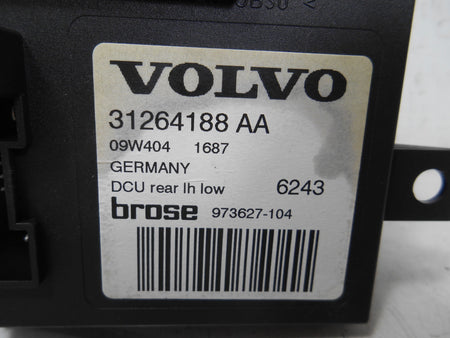 VOLVO
31264188 AA
09W404 1687
GERMANY
DCU rear lh low 6243
brose 973627-104